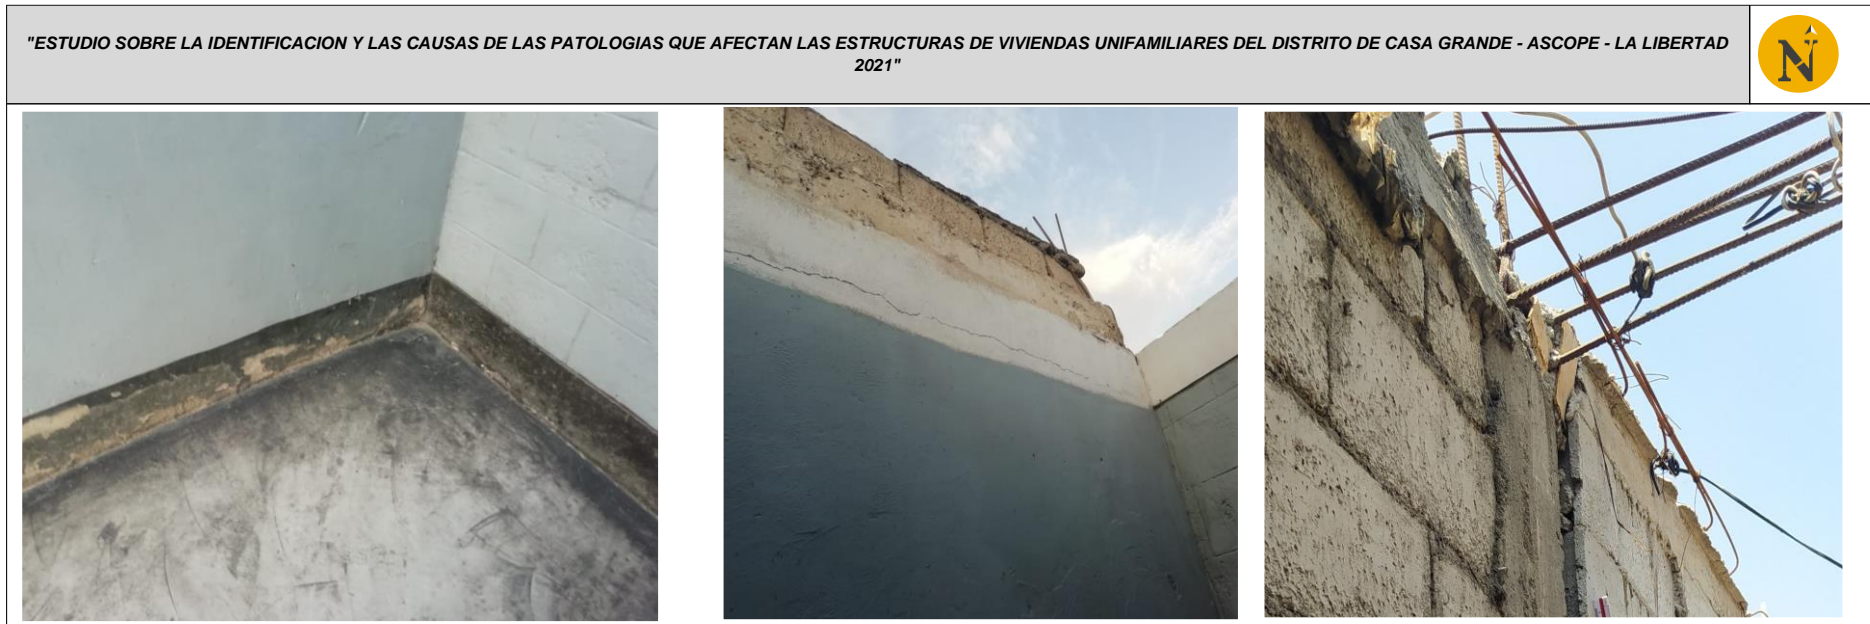 "ESTUDIO SOBRE LA IDENTIFICACION Y LAS CAUSAS DE LAS PATOLOGIAS QUE AFECTAN LAS ESTRUCTURAS DE VIVIENDAS UNIFAMILIARES DEL DISTRITO DE CASA GRANDE - ASCOPE - LA LIBERTAD
2021"
N